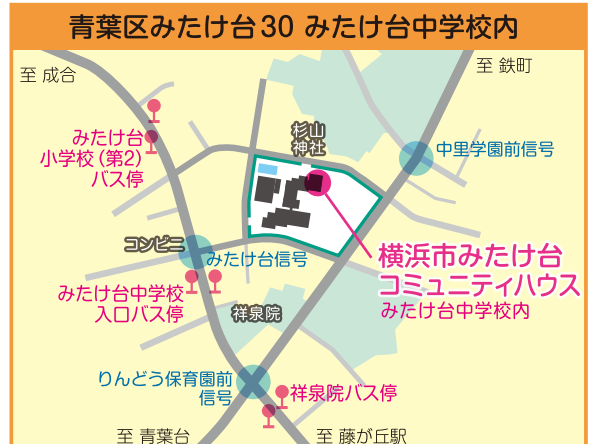 青葉区みたけ台30 みたけ台中学校内
至 成合
至 鉄町
みたけ台
小学校(第2)
バス停
杉山
神社
中里学園前信号
コンビニ
みたけ台信号
横浜市みたけ台
コミュニティハウス
みたけ台中学校内
みたけ台中学校
入口バス停
祥泉院
りんどう保育園前
信号
祥泉院バス停
至 青葉台
至 藤が丘駅